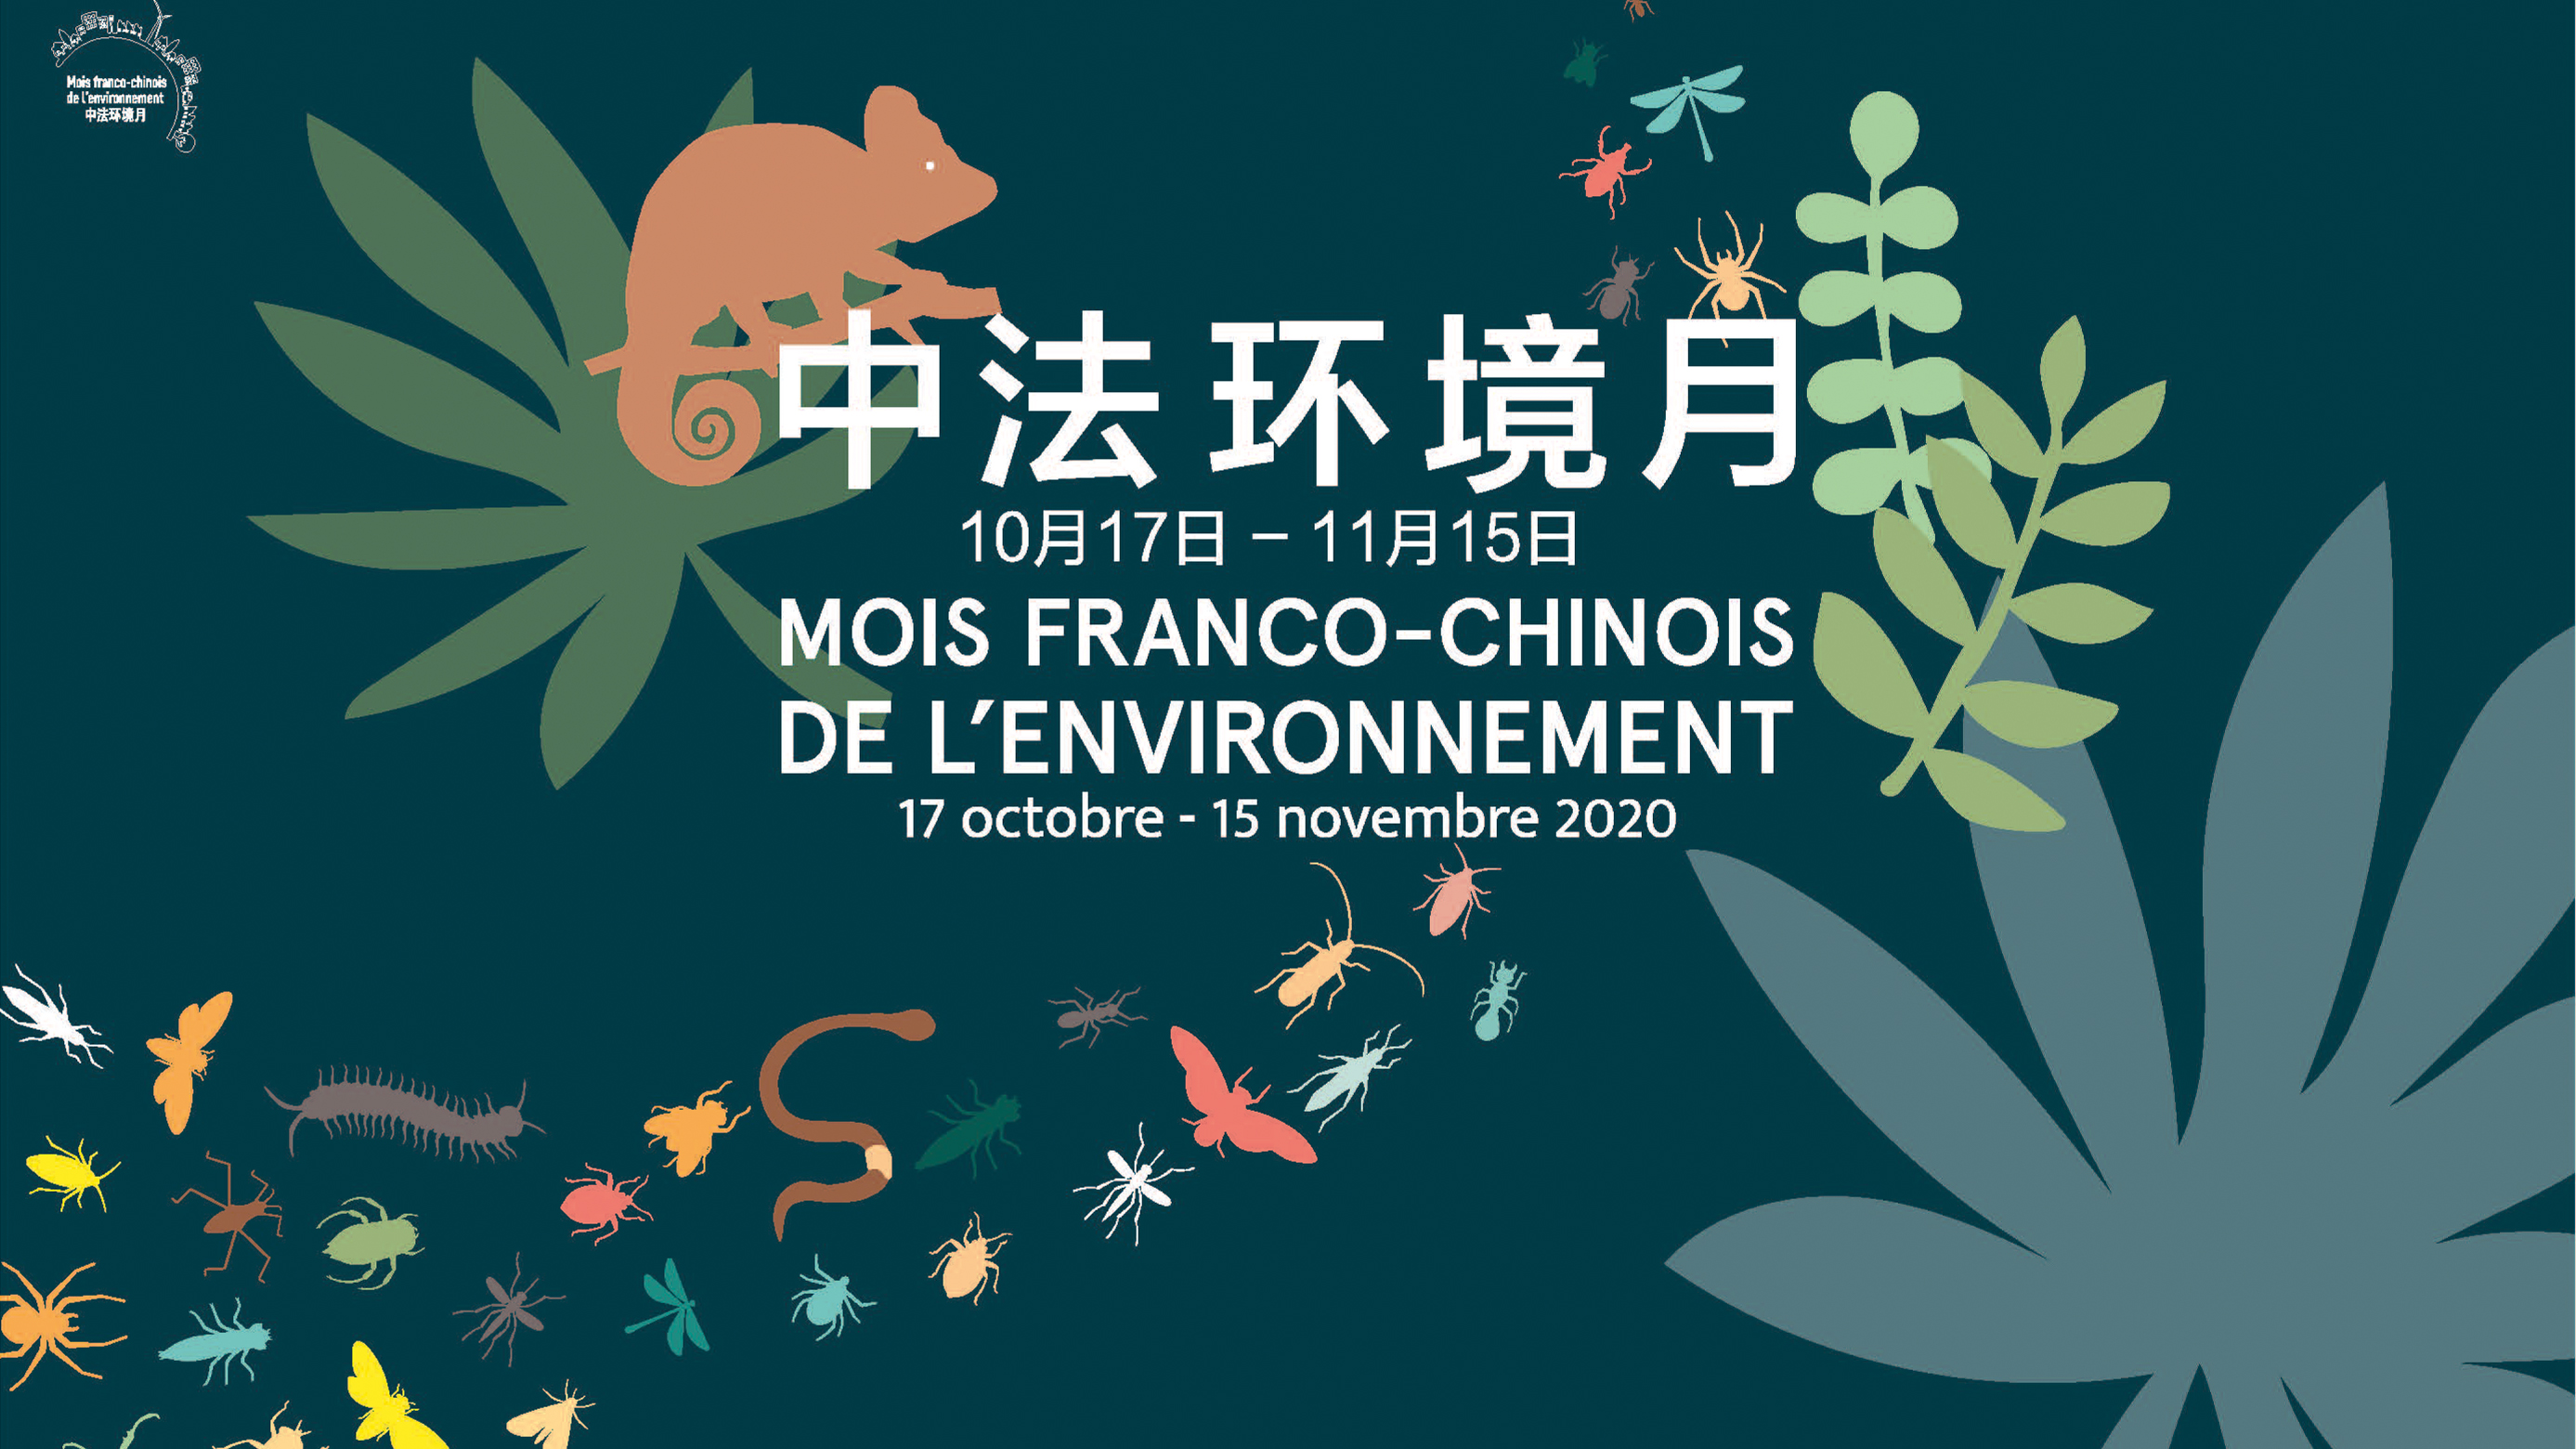 Mois franco-chinois
de l'environnement
中法环境月
中法环境月
10月17日 – 11月15日
MOIS FRANCO-CHINOIS
DE L'ENVIRONNEMENT
17 octobre - 15 novembre 2020